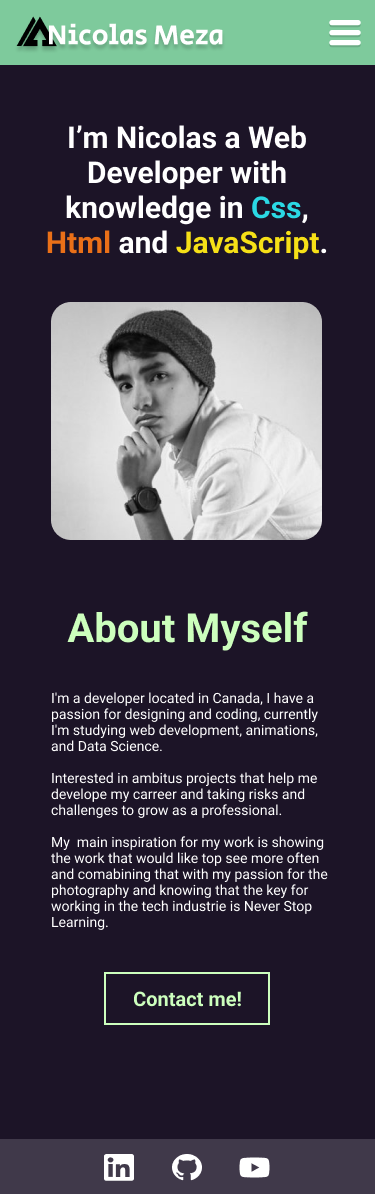 Nicolas Meza
I’m Nicolas a Web
Developer with
knowledge in Css,
Html and JavaScript.
About Myself
I'm a developer located in Canada, I have a
passion for designing and coding, currently
I'm studying web development, animations,
and Data Science.
Interested in ambitus projects that help me
develope my carreer and taking risks and
challenges to grow as a professional.
My  main inspiration for my work is showing
the work that would like top see more often
and comabining that with my passion for the
photography and knowing that the key for
working in the tech industrie is Never Stop
Learning.
Contact me!
in